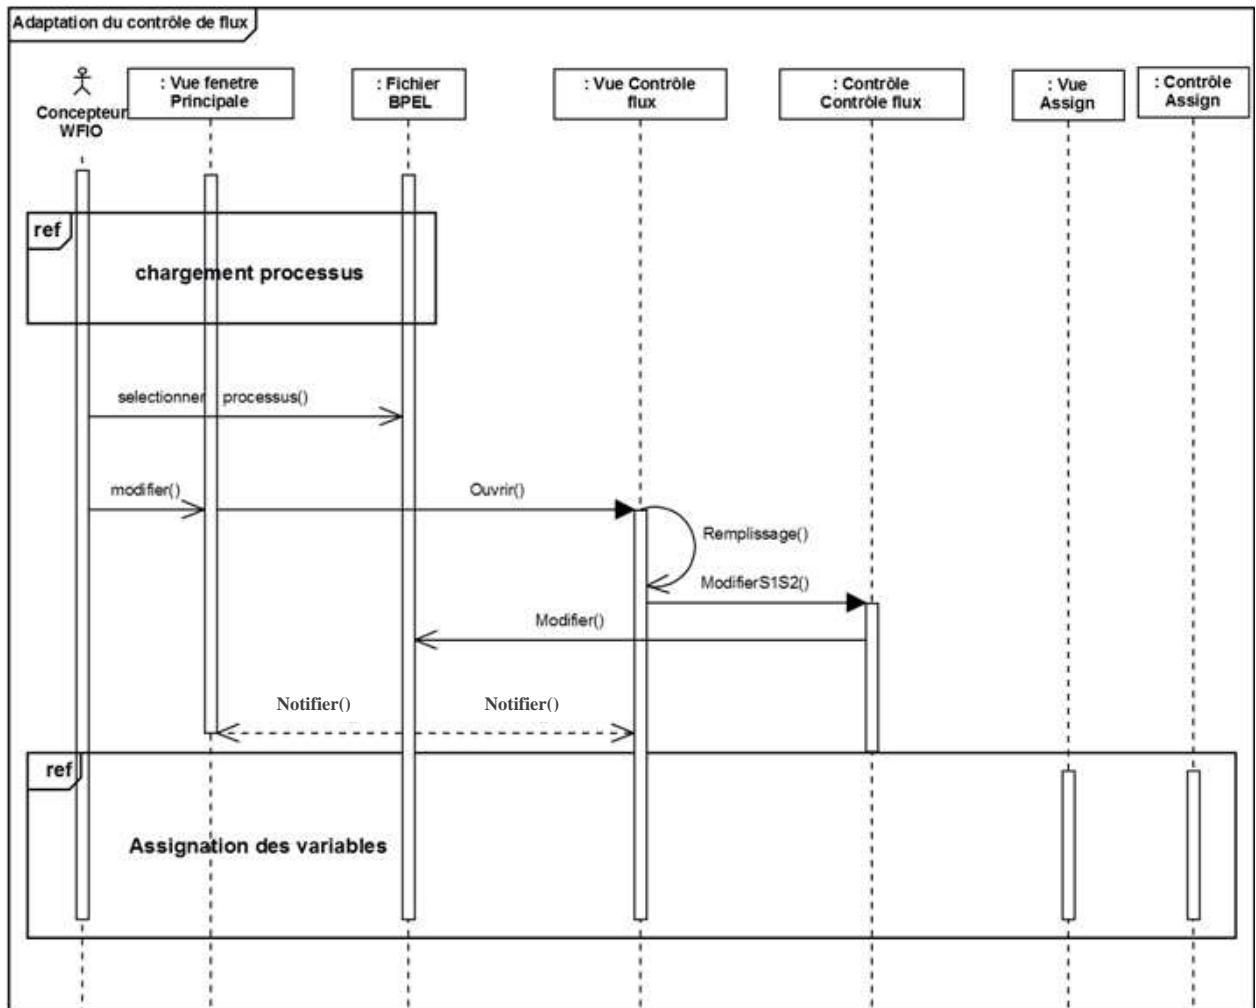 Adaptation du contrôle de flux
Concepteur
WFIO
: Vue fenetre
Principale
: Fichier
BPEL
: Vue Contrôle
flux
: Contrôle
Contrôle flux
: Vue
Assign
: Contrôle
Assign
ref
chargement processus
selectionner processus()
modifier()
Ouvrir()
Remplissage()
ModifierS1S2()
Modifier()
Notifier()
Notifier()
ref
Assignation des variables